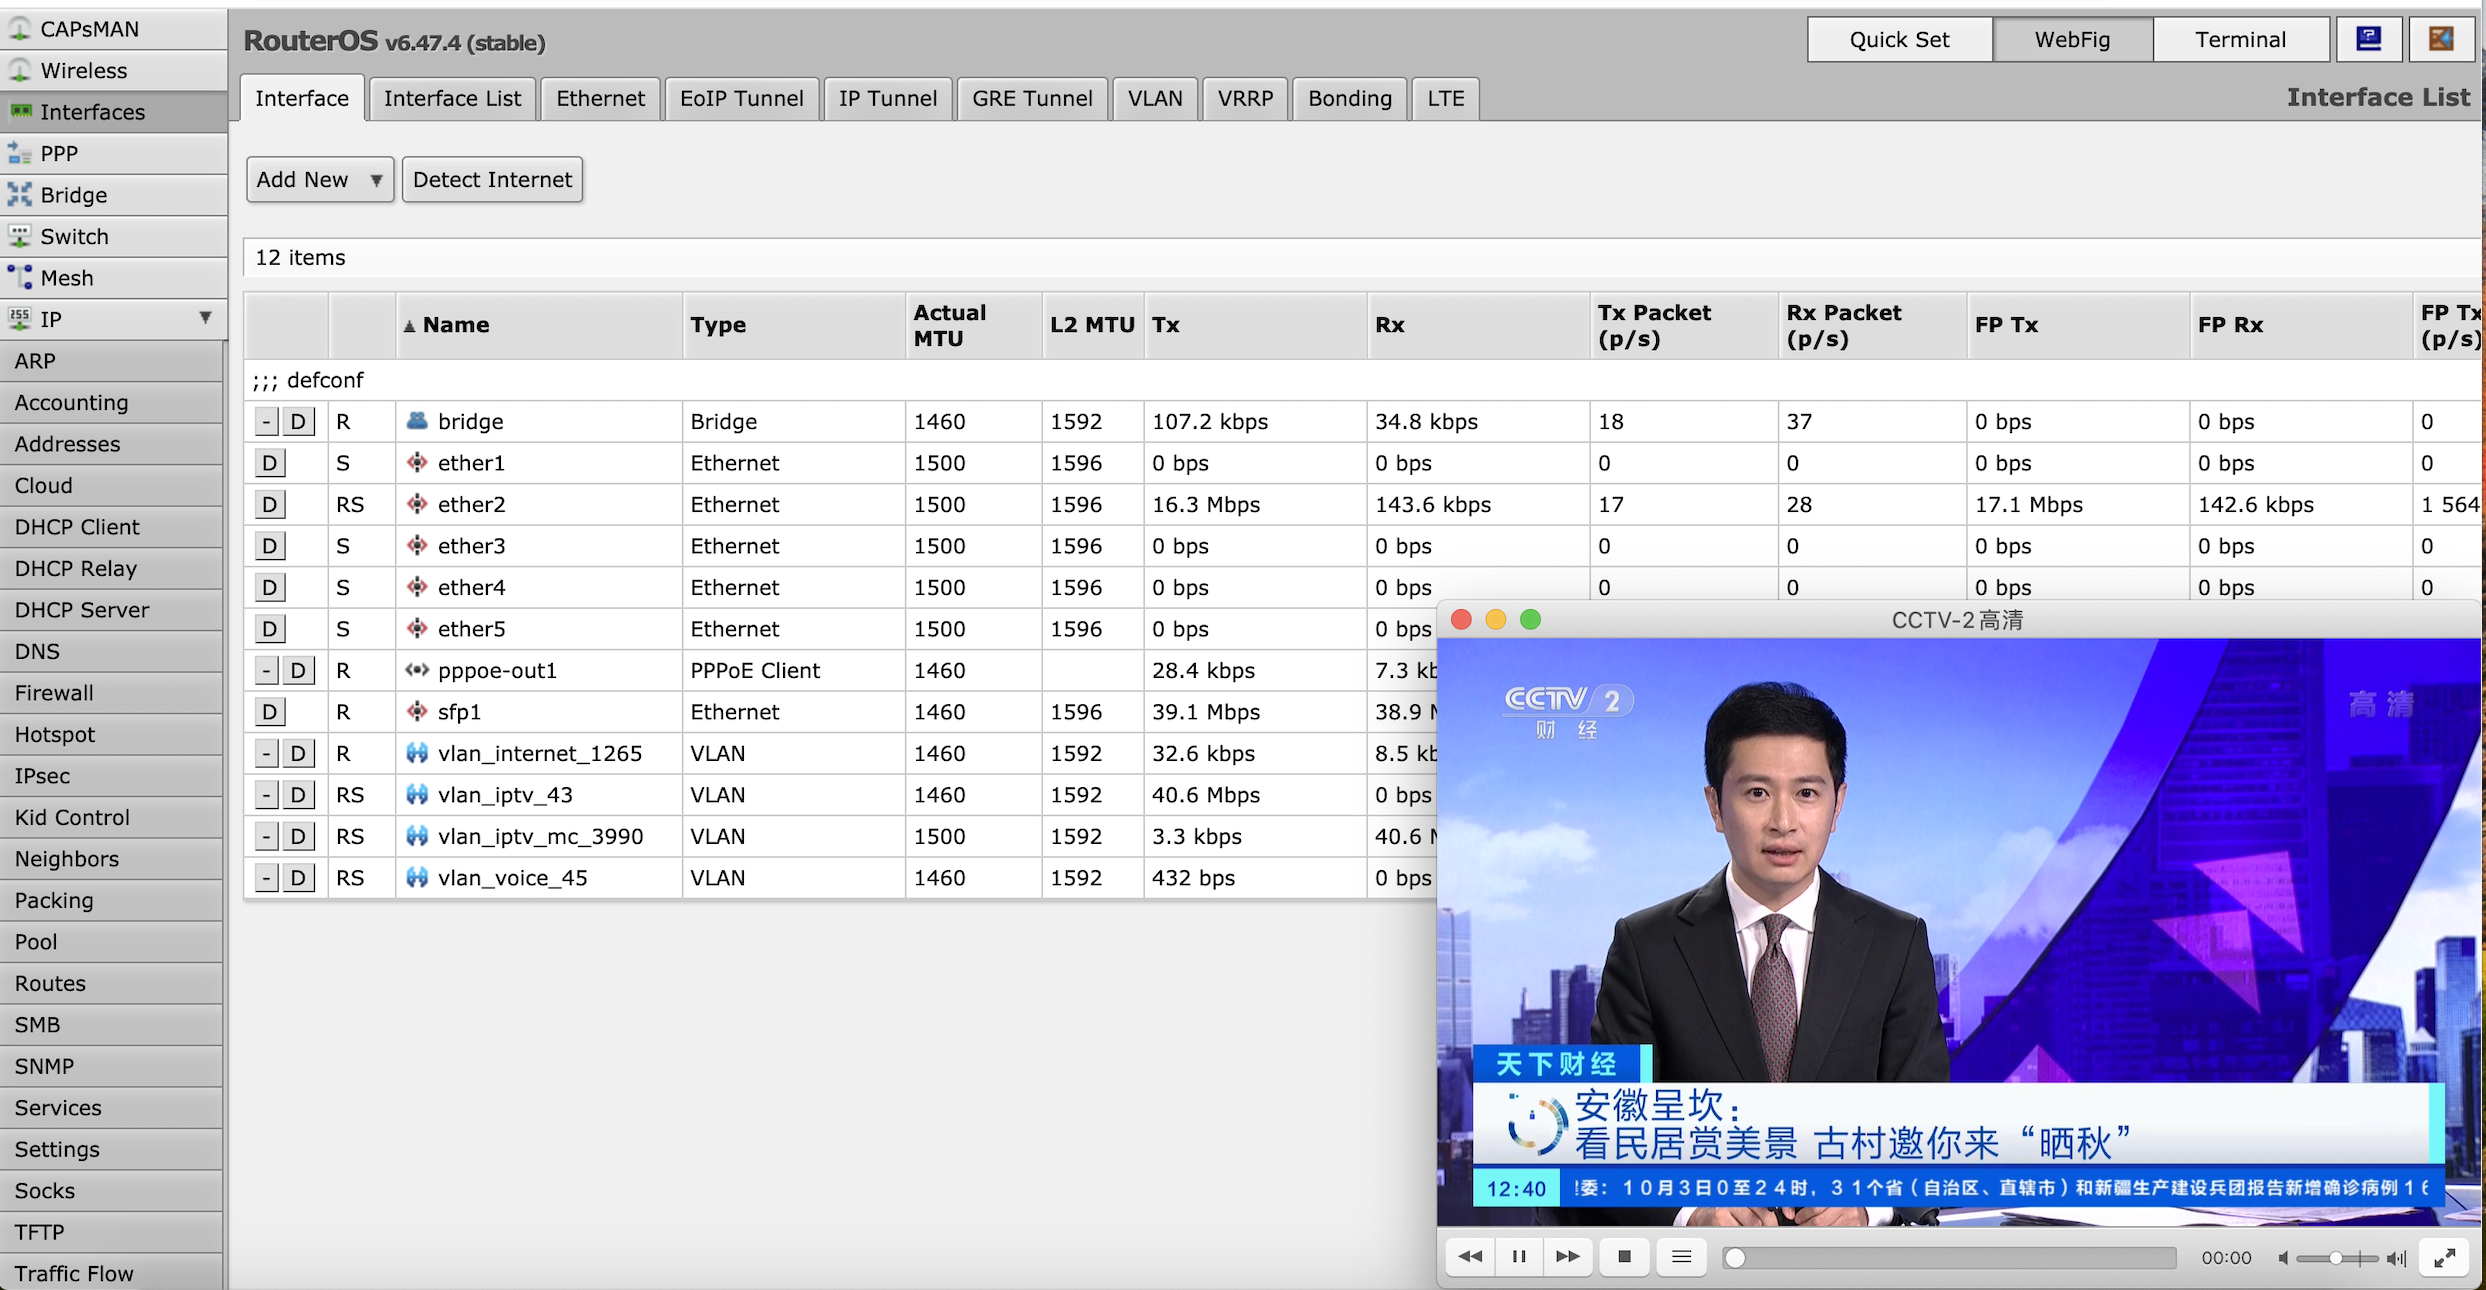 CAPsMAN
Wireless
Interfaces
PPP
Bridge
Switch
Mesh
IP
ARP
Accounting
Addresses
Cloud
DHCP Client
DHCP Relay
DHCP Server
DNS
Firewall
Hotspot
IPsec
Kid Control
Neighbors
Packing
Pool
Routes
SMB
SNMP
Services
Settings
Socks
TFTP
Traffic Flow
RouterOS v6.47.4 (stable)
Quick Set WebFig Terminal
Interface Interface List Ethernet EoIP Tunnel IP Tunnel GRE Tunnel VLAN VRRP Bonding LTE Interface List
Add New Detect Internet
12 items
Name Type Actual MTU L2 MTU Tx Rx Tx Packet (p/s) Rx Packet (p/s) FP Tx FP Rx FP Tx (p/s)
;;; defconf
- D R bridge Bridge 1460 1592 107.2 kbps 34.8 kbps 18 37 0 bps 0 bps 0
D S ether1 Ethernet 1500 1596 0 bps 0 bps 0 0 0 bps 0 bps 0
D RS ether2 Ethernet 1500 1596 16.3 Mbps 143.6 kbps 17 28 17.1 Mbps 142.6 kbps 1 564
D S ether3 Ethernet 1500 1596 0 bps 0 bps 0 0 0 bps 0 bps 0
D S ether4 Ethernet 1500 1596 0 bps 0 bps 0 0 0 bps 0 bps 0
D S ether5 Ethernet 1500 1596 0 bps 0 bps
- D R pppoe-out1 PPPoE Client 1460 28.4 kbps 7.3 kb
D R sfp1 Ethernet 1460 1596 39.1 Mbps 38.9 M
- D R vlan_internet_1265 VLAN 1460 1592 32.6 kbps 8.5 kb
- D RS vlan_iptv_43 VLAN 1460 1592 40.6 Mbps 0 bps
- D RS vlan_iptv_mc_3990 VLAN 1500 1592 3.3 kbps 40.6 M
- D RS vlan_voice_45 VLAN 1460 1592 432 bps 0 bps
CCTV-2高清
CCTV 2
财经
高清
天下财经
安徽呈坎：
看民居赏美景 古村邀你来“晒秋”
12:40 委：10月3日0至24时，31个省（自治区、直辖市）和新疆生产建设兵团报告新增确诊病例16
00:00